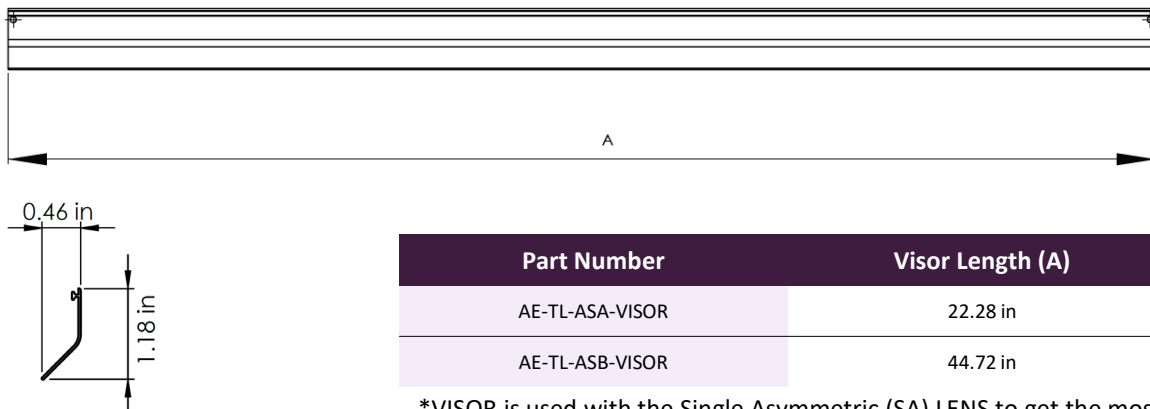 A
0.46 in
1.18 in
Part Number Visor Length (A)
AE-TL-ASA-VISOR 22.28 in
AE-TL-ASB-VISOR 44.72 in
*VISOR is used with the Single Asymmetric (SA) LENS to get the mos